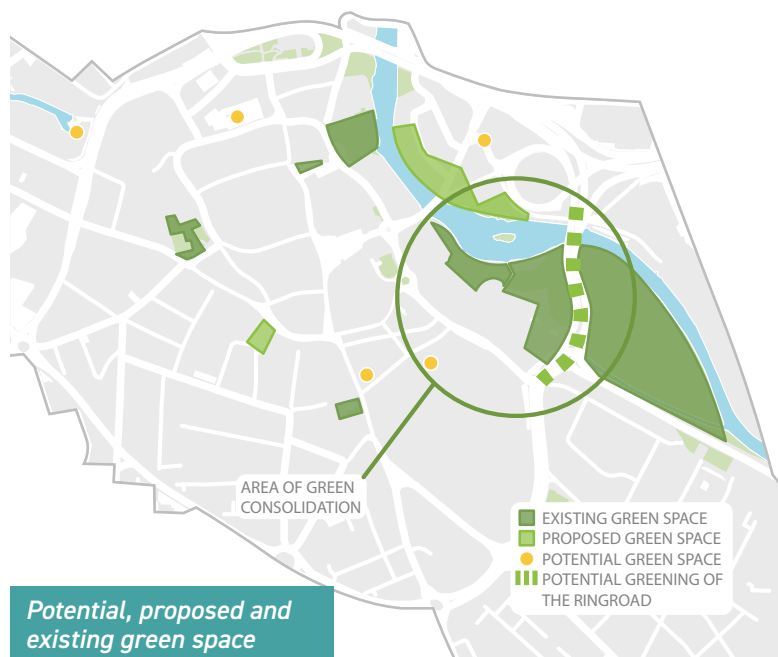 AREA OF GREEN
CONSOLIDATION
EXISTING GREEN SPACE
PROPOSED GREEN SPACE
POTENTIAL GREEN SPACE
POTENTIAL GREENING OF
THE RINGROAD
Potential, proposed and
existing green space